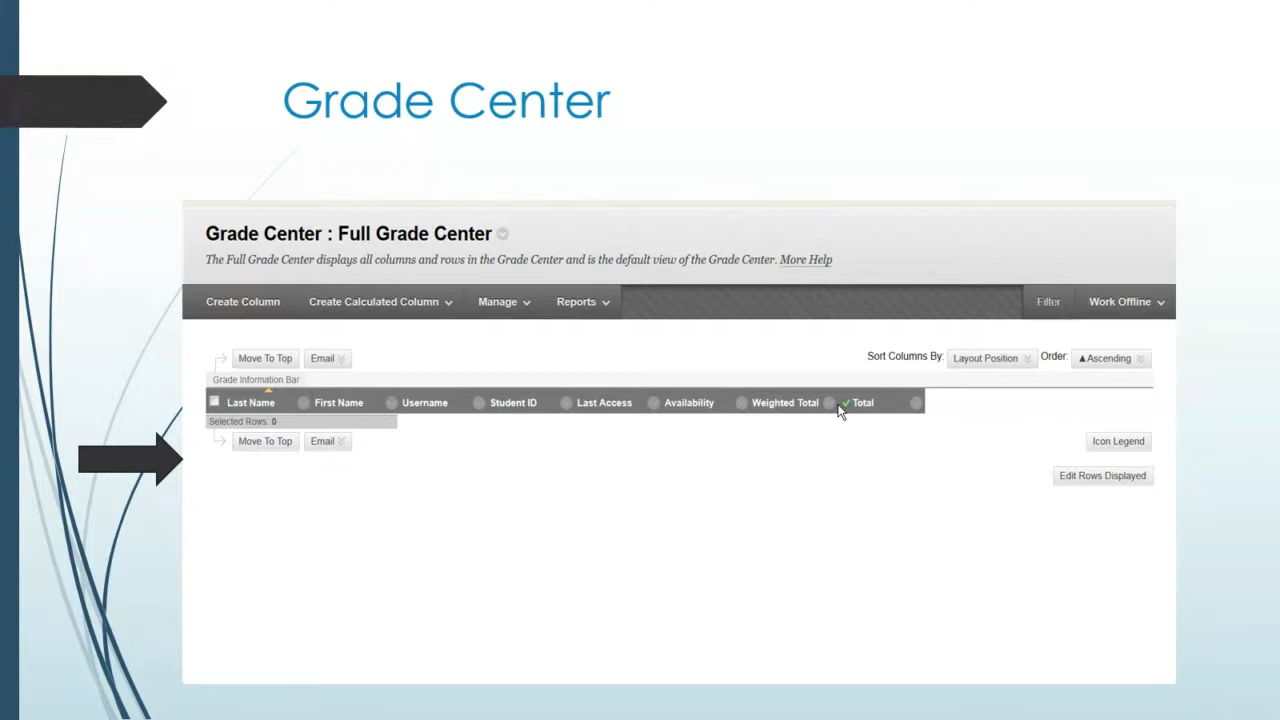 Grade Center
Grade Center : Full Grade Center
The Full Grade Center displays all columns and rows in the Grade Center and is the default view of the Grade Center. More Help
Create Column Create Calculated Column Manage Reports Filter Work Offline
Move To Top Email Sort Columns By: Layout Position Order: ▲Ascending
Grade Information Bar
Last Name First Name Username Student ID Last Access Availability Weighted Total Total
Selected Rows: 0
Move To Top Email Icon Legend
Edit Rows Displayed